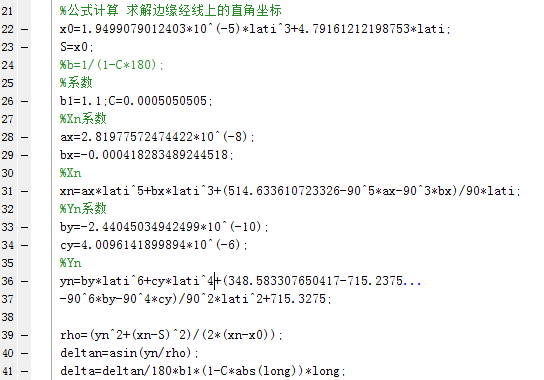 21 %公式计算 求解边缘经线上的直角坐标
22 — x0=1.9499079012403*10^(-5)*lati^3+4.79161212198753*lati;
23 — S=x0;
24 %b=1/(1-C*180);
25 %系数
26 — b1=1.1;C=0.0005050505;
27 %Xn系数
28 — ax=2.81977572474422*10^(-8);
29 — bx=-0.000418283489244518;
30 %Xn
31 — xn=ax*lati^5+bx*lati^3+(514.633610723326-90^5*ax-90^3*bx)/90*lati;
32 %Yn系数
33 — by=-2.44045034942499*10^(-10);
34 — cy=4.0096141899894*10^(-6);
35 %Yn
36 — yn=by*lati^6+cy*lati^4+(348.583307650417-715.2375...
37 -90^6*by-90^4*cy)/90^2*lati^2+715.3275;
38
39 — rho=(yn^2+(xn-S)^2)/(2*(xn-x0));
40 — deltan=asin(yn/rho);
41 — delta=deltan/180*b1*(1-C*abs(long))*long;